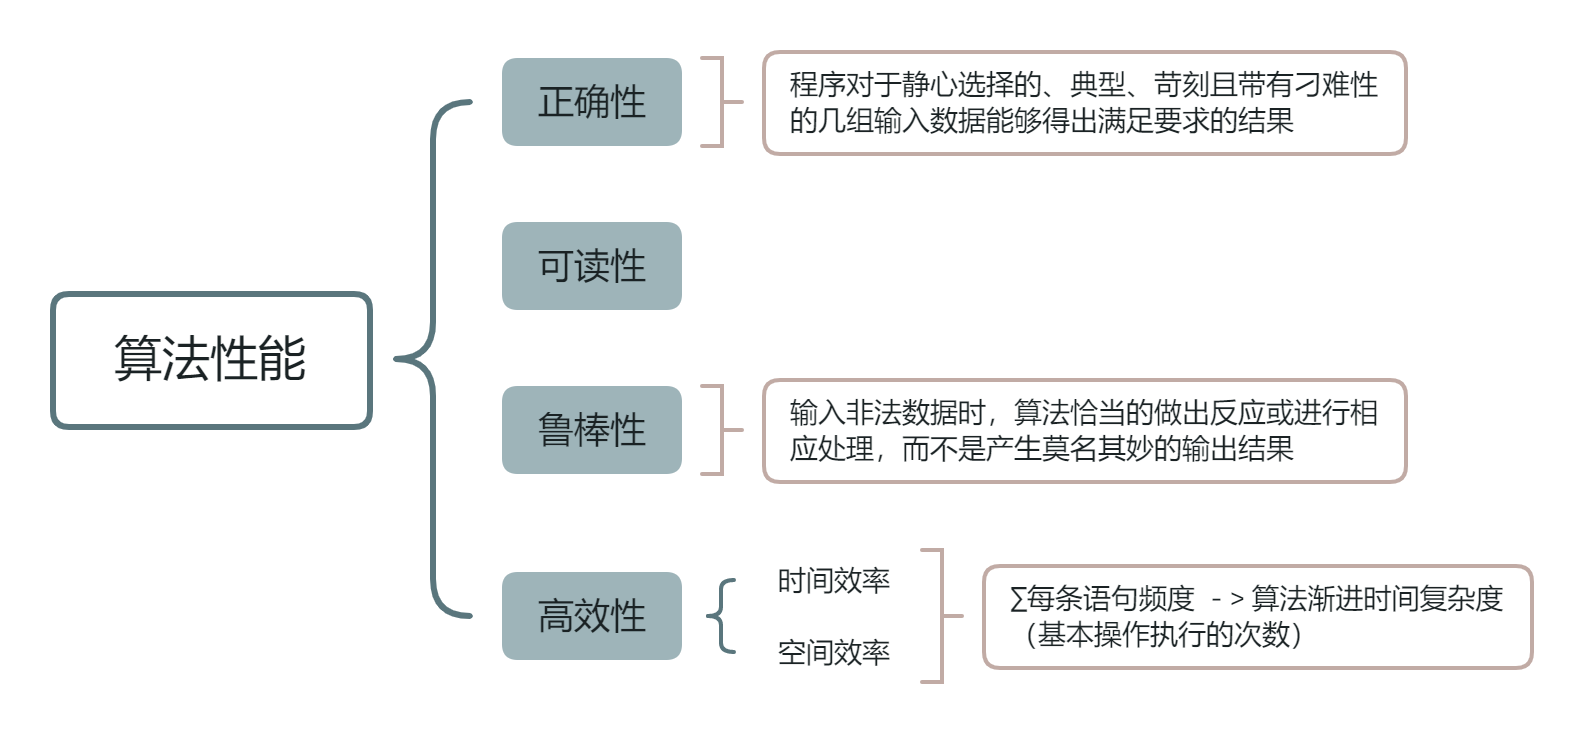 算法性能
正确性
程序对于静心选择的、典型、苛刻且带有刁难性
的几组输入数据能够得出满足要求的结果
可读性
鲁棒性
输入非法数据时，算法恰当的做出反应或进行相
应处理，而不是产生莫名其妙的输出结果
高效性
时间效率
空间效率
∑每条语句频度 - > 算法渐进时间复杂度
（基本操作执行的次数）